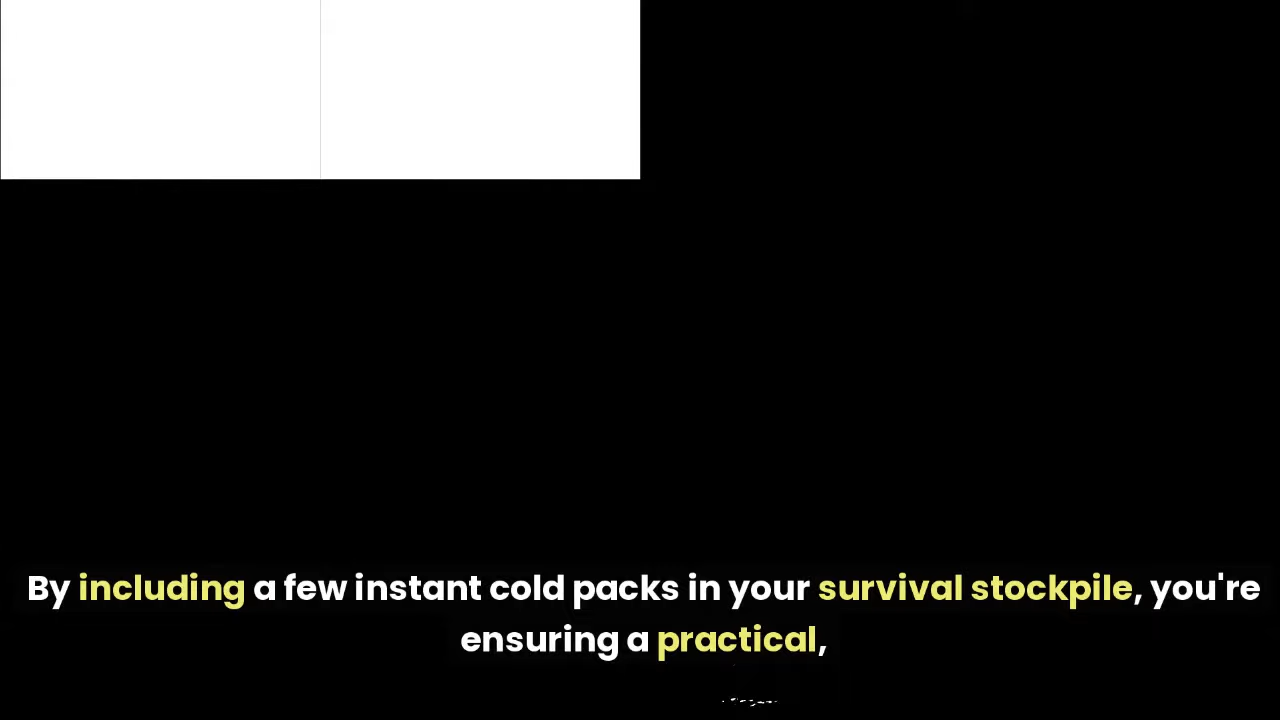 By including a few instant cold packs in your survival stockpile, you're
ensuring a practical,